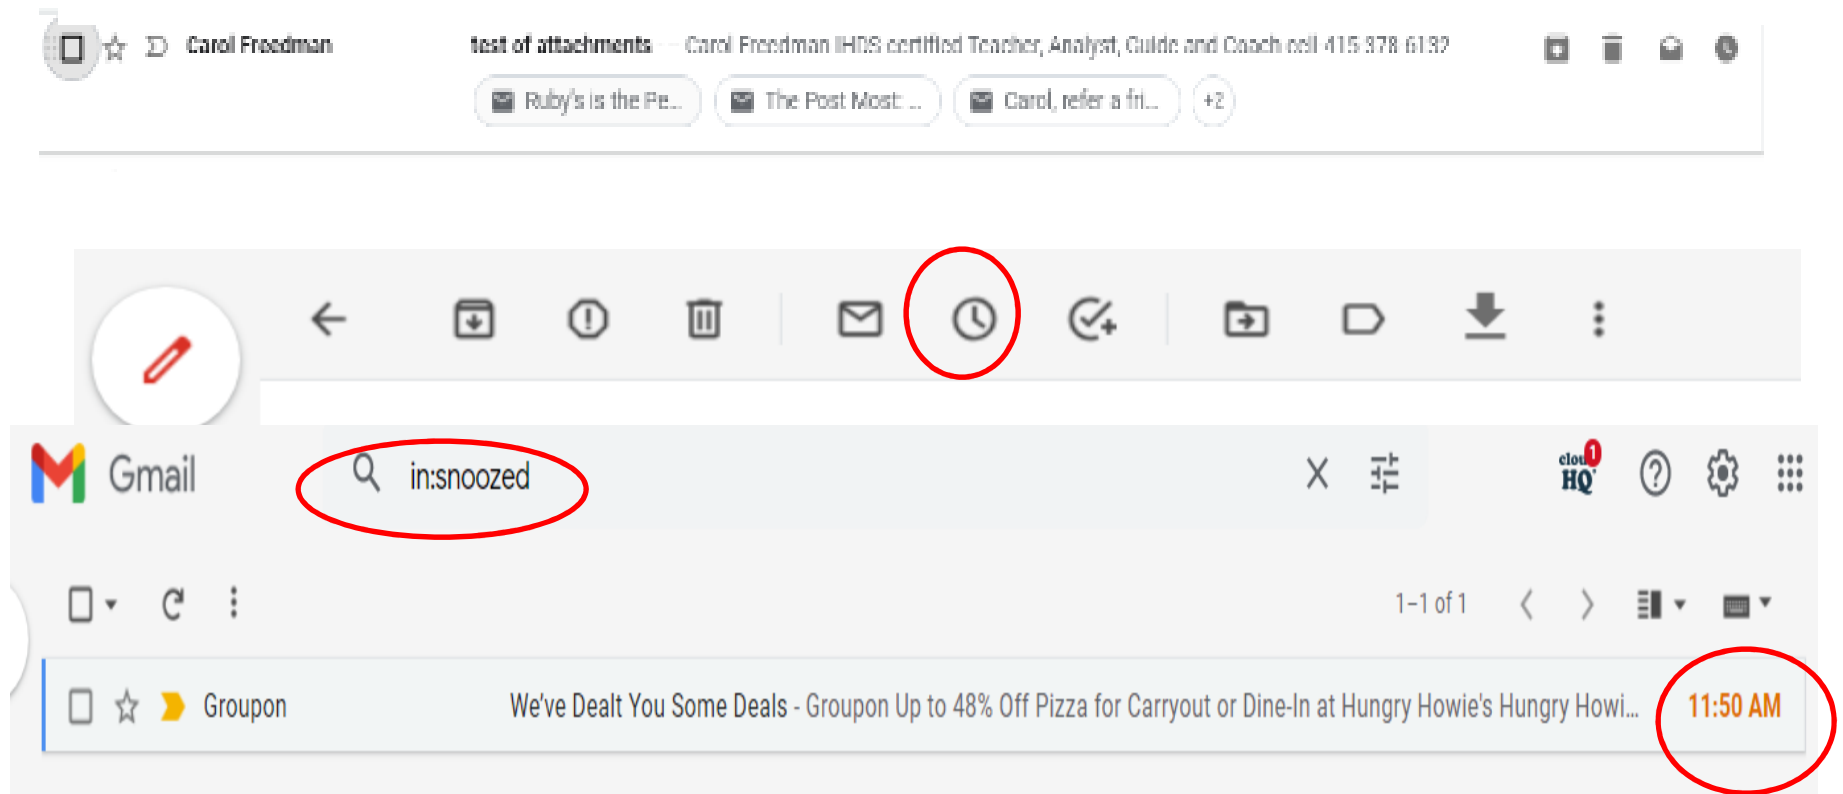 Carol Freedman test of attachments — Carol Freedman IHDS certified Teacher, Analyst, Guide and Coach cell 415 378 6132
Ruby's is the Pe... The Post Most: ... Carol, refer a fri... +2
Gmail in:snoozed cloudHQ 1
1–1 of 1
Groupon We've Dealt You Some Deals - Groupon Up to 48% Off Pizza for Carryout or Dine-In at Hungry Howie's Hungry Howi... 11:50 AM